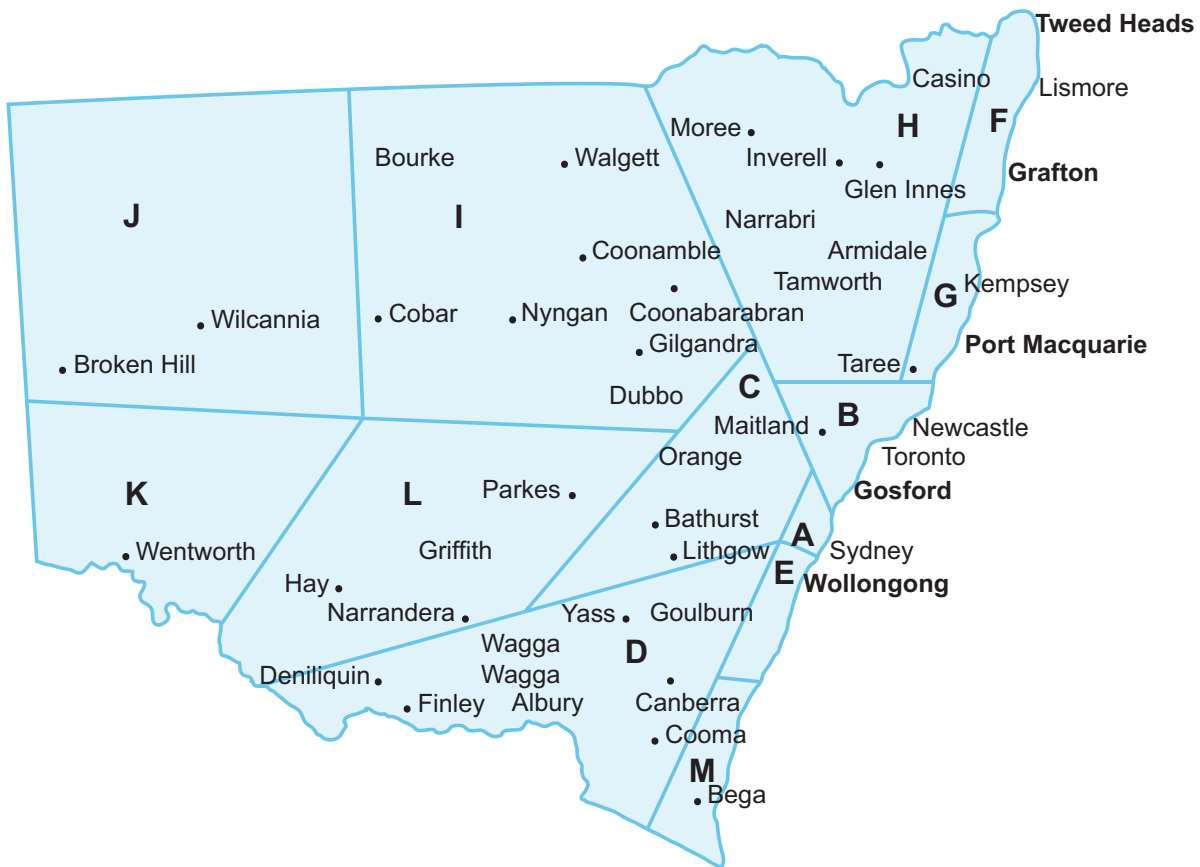 Tweed Heads
Casino
Lismore
Moree
H
F
Bourke
Walgett
Inverell
Grafton
Glen Innes
J
I
Narrabri
Coonamble
Armidale
Tamworth
G
Kempsey
Wilcannia
Cobar
Nyngan
Coonabarabran
Gilgandra
Port Macquarie
Broken Hill
Taree
C
Dubbo
Maitland
B
Newcastle
Orange
Toronto
K
L
Parkes
Gosford
Bathurst
A
Wentworth
Griffith
Lithgow
Sydney
E
Wollongong
Hay
Narrandera
Yass
Goulburn
Wagga
Wagga
D
Deniliquin
Finley
Albury
Canberra
Cooma
M
Bega